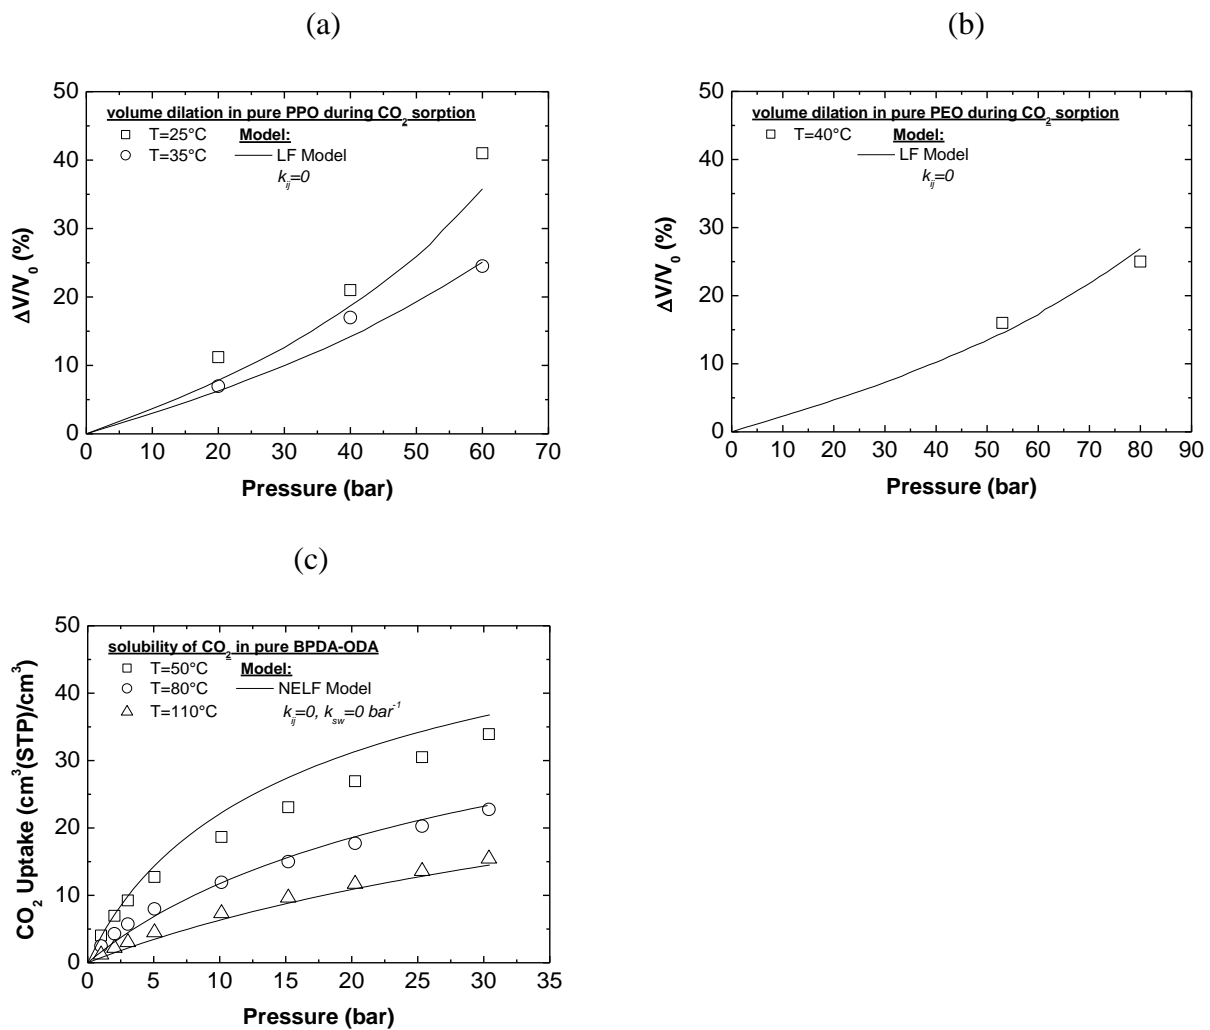 (a)
volume dilation in pure PPO during CO₂ sorption
T=25°C Model:
T=35°C LF Model
k_ij=0
50
40
30
20
10
0
ΔV/V₀ (%)
0 10 20 30 40 50 60 70
Pressure (bar)
(b)
volume dilation in pure PEO during CO₂ sorption
T=40°C Model:
LF Model
k_ij=0
50
40
30
20
10
0
ΔV/V₀ (%)
0 10 20 30 40 50 60 70 80 90
Pressure (bar)
(c)
solubility of CO₂ in pure BPDA-ODA
T=50°C Model:
T=80°C NELF Model
T=110°C k_ij=0, k_sw=0 bar⁻¹
50
40
30
20
10
0
CO₂ Uptake (cm³(STP)/cm³)
0 5 10 15 20 25 30 35
Pressure (bar)